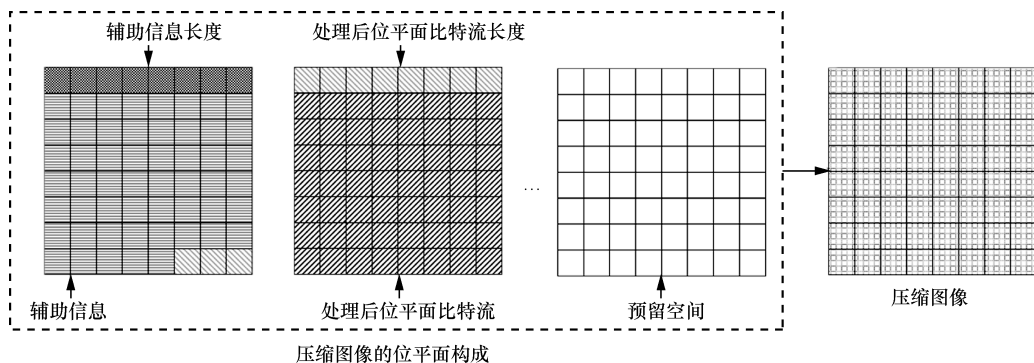 辅助信息长度
处理后位平面比特流长度
...
辅助信息
处理后位平面比特流
预留空间
压缩图像
压缩图像的位平面构成